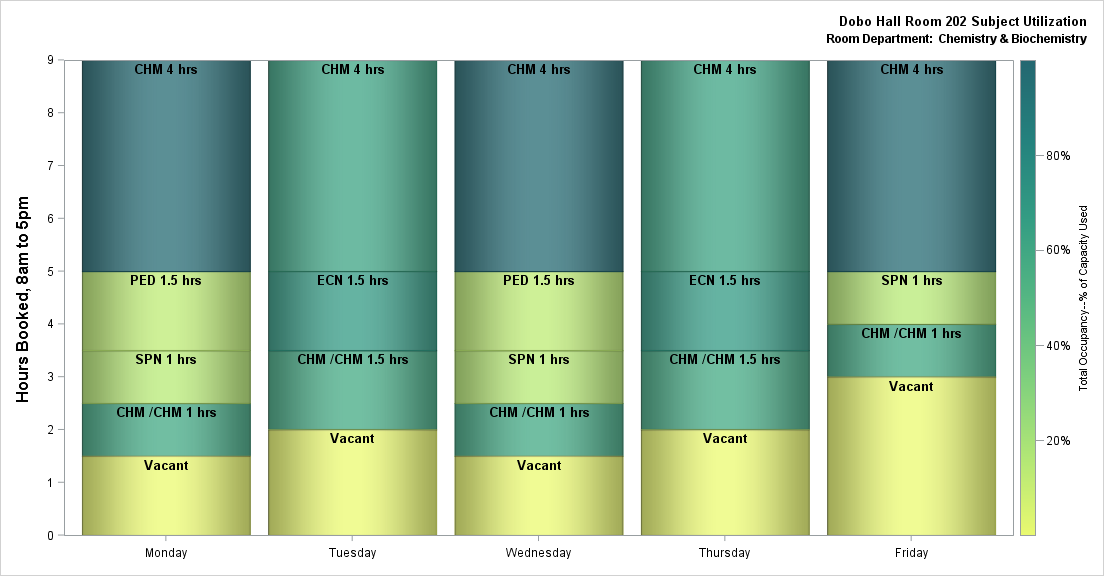 Dobo Hall Room 202 Subject Utilization
Room Department: Chemistry & Biochemistry
Hours Booked, 8am to 5pm
9
8
7
6
5
4
3
2
1
0
CHM 4 hrs
PED 1.5 hrs
SPN 1 hrs
CHM /CHM 1 hrs
Vacant
Monday
CHM 4 hrs
ECN 1.5 hrs
CHM /CHM 1.5 hrs
Vacant
Tuesday
CHM 4 hrs
PED 1.5 hrs
SPN 1 hrs
CHM /CHM 1 hrs
Vacant
Wednesday
CHM 4 hrs
ECN 1.5 hrs
CHM /CHM 1.5 hrs
Vacant
Thursday
CHM 4 hrs
SPN 1 hrs
CHM /CHM 1 hrs
Vacant
Friday
80%
60%
40%
20%
Total Occupancy--% of Capacity Used